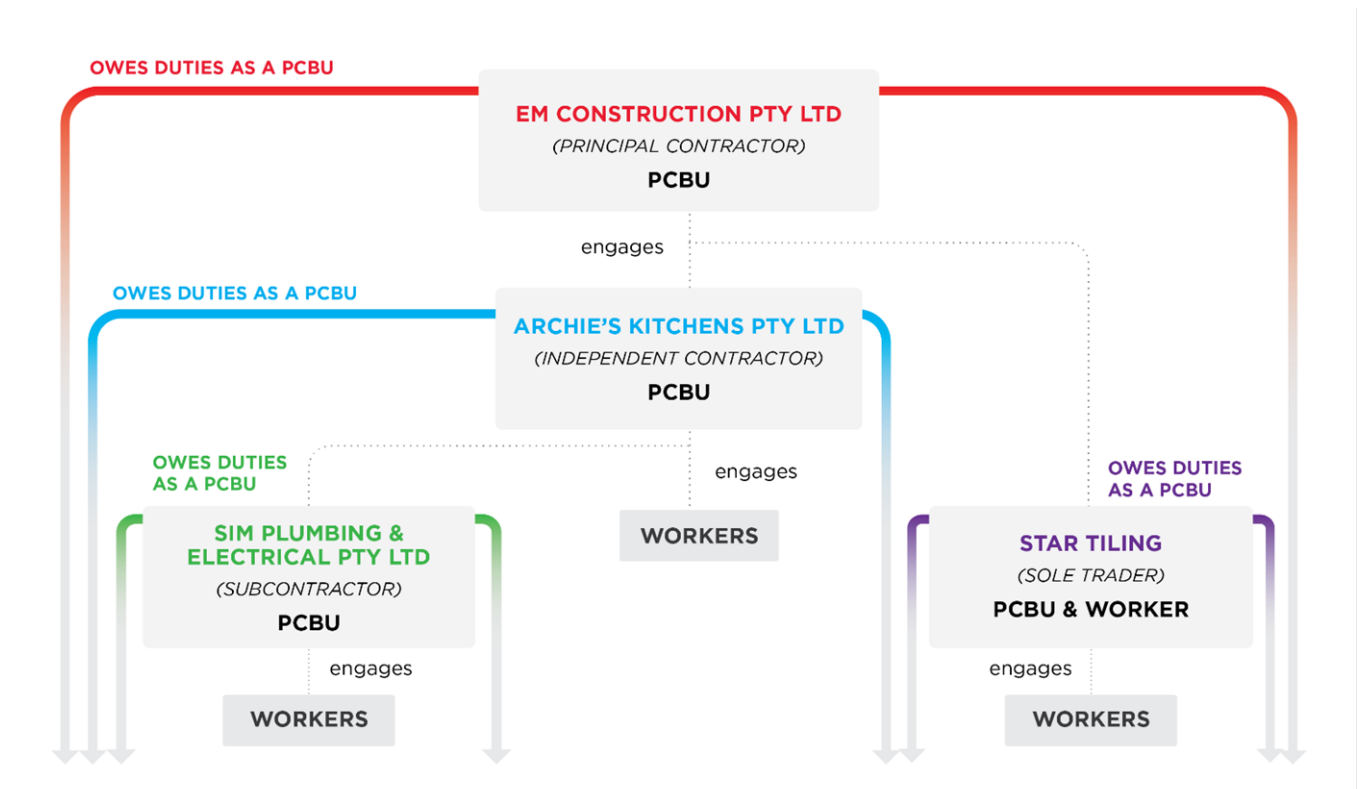 OWES DUTIES AS A PCBU
EM CONSTRUCTION PTY LTD
(PRINCIPAL CONTRACTOR)
PCBU
engages
OWES DUTIES AS A PCBU
ARCHIE'S KITCHENS PTY LTD
(INDEPENDENT CONTRACTOR)
PCBU
engages
OWES DUTIES
AS A PCBU
SIM PLUMBING &
ELECTRICAL PTY LTD
(SUBCONTRACTOR)
PCBU
engages
WORKERS
WORKERS
OWES DUTIES
AS A PCBU
STAR TILING
(SOLE TRADER)
PCBU & WORKER
engages
WORKERS